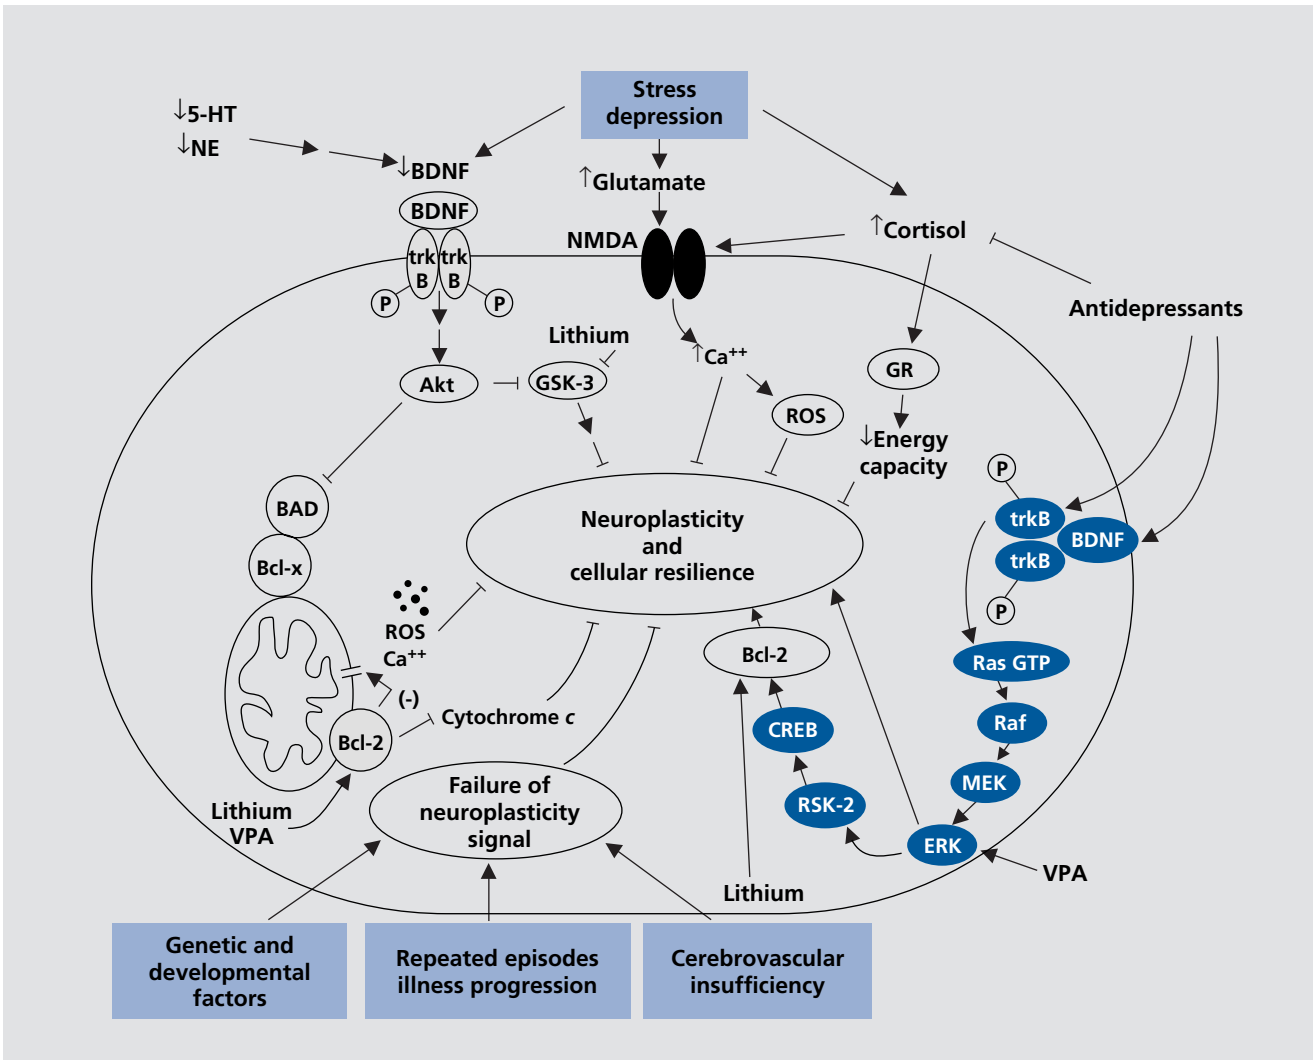 Stress
depression
↓5-HT
↓NE
↓BDNF
↑Glutamate
BDNF
↑Cortisol
NMDA
trk trk
B B
P
P
Antidepressants
Lithium
↑Ca++
GR
Akt
GSK-3
ROS
↓Energy
capacity
P
BAD
trkB
Neuroplasticity
and
cellular resilience
BDNF
trkB
Bcl-x
P
ROS
Ca++
Bcl-2
Ras GTP
(-)
Cytochrome c
CREB
Raf
Bcl-2
Failure of
neuroplasticity
signal
MEK
RSK-2
Lithium
VPA
ERK
VPA
Lithium
Genetic and
developmental
factors
Repeated episodes
illness progression
Cerebrovascular
insufficiency